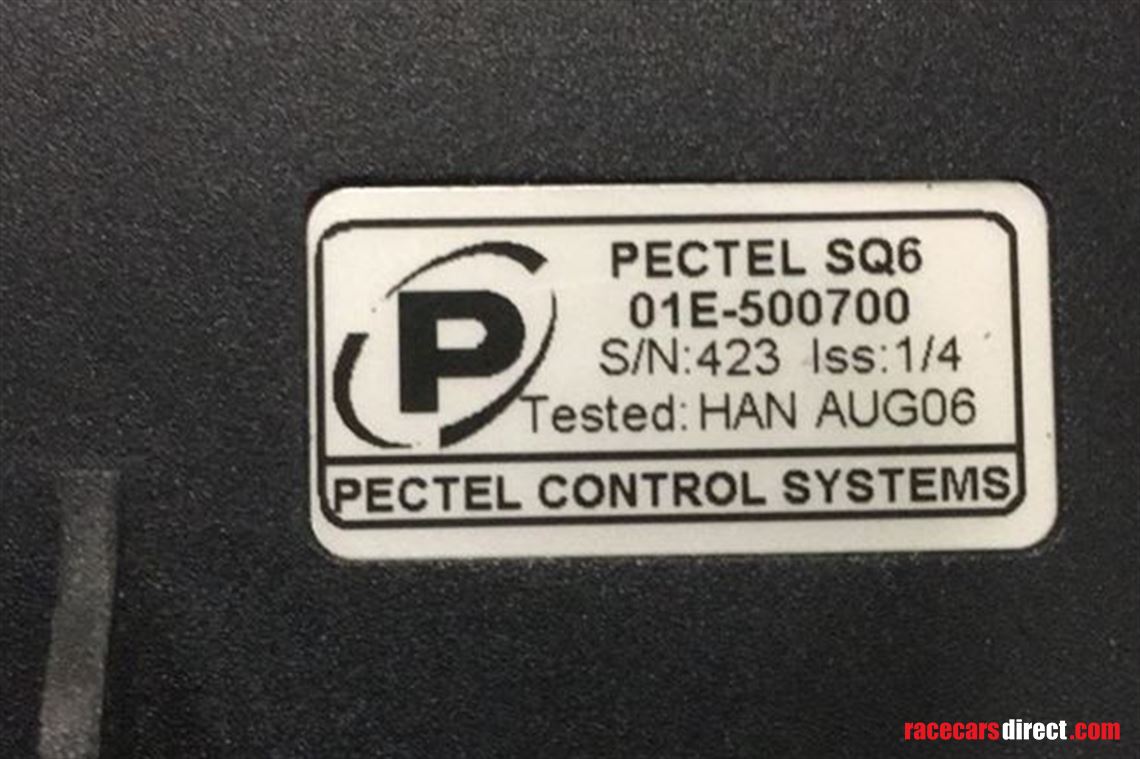 P
PECTEL SQ6
01E-500700
S/N:423 Iss:1/4
Tested: HAN AUG06
PECTEL CONTROL SYSTEMS
racecarsdirect.com